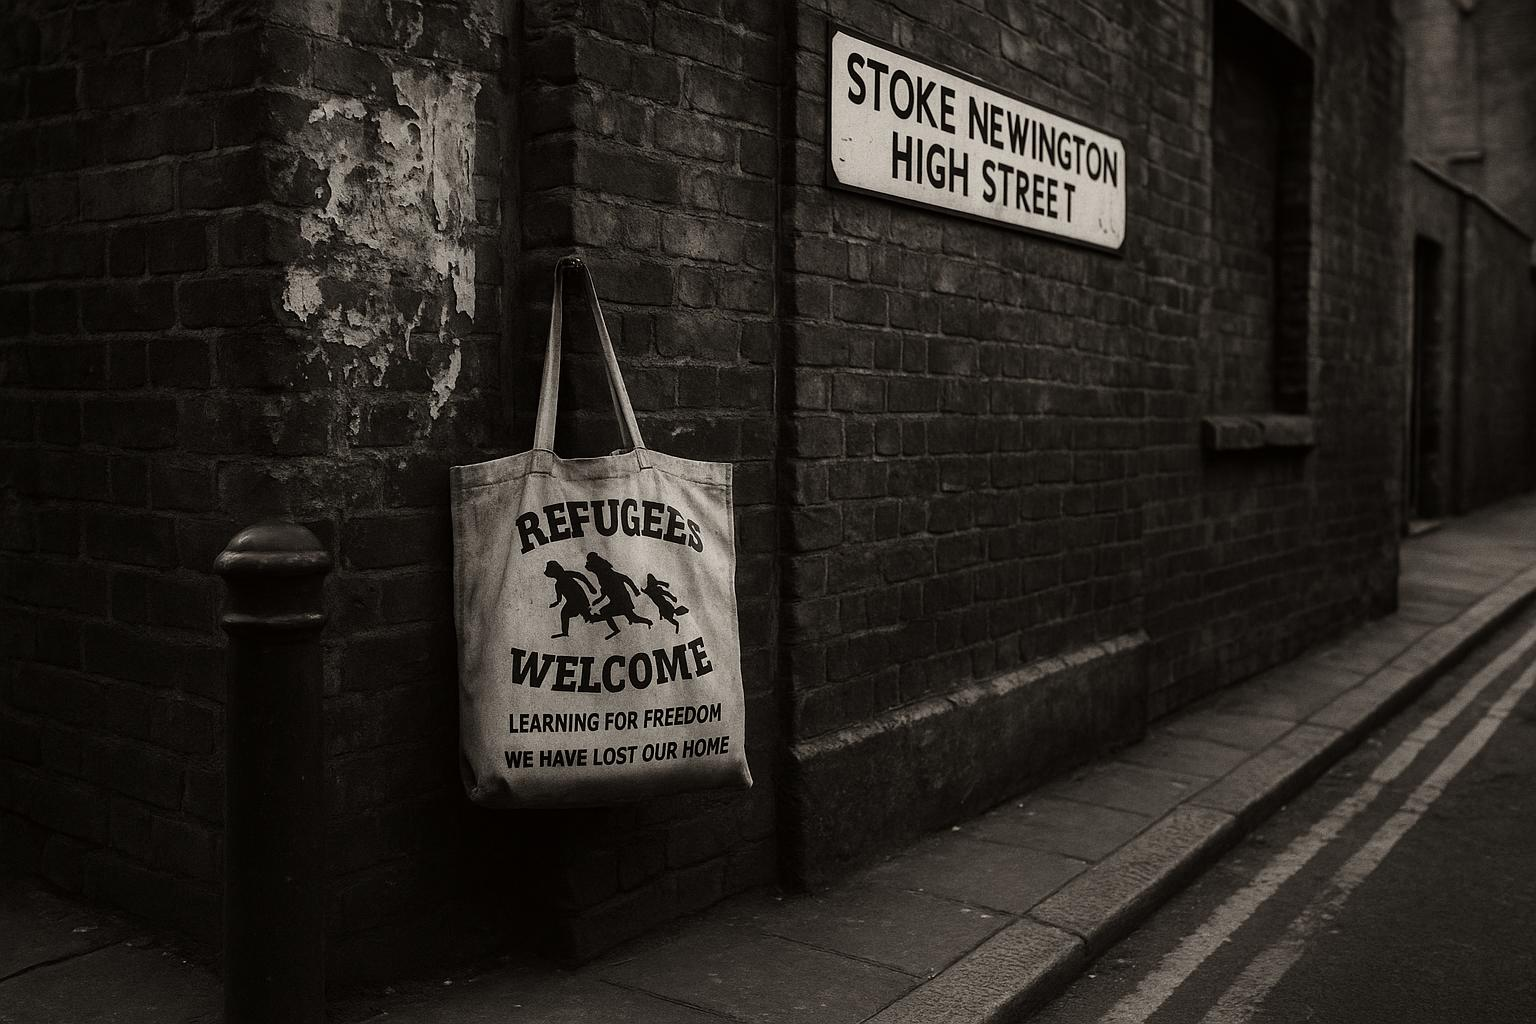 STOKE NEWINGTON
HIGH STREET
REFUGEES
WELCOME
LEARNING FOR FREEDOM
WE HAVE LOST OUR HOME